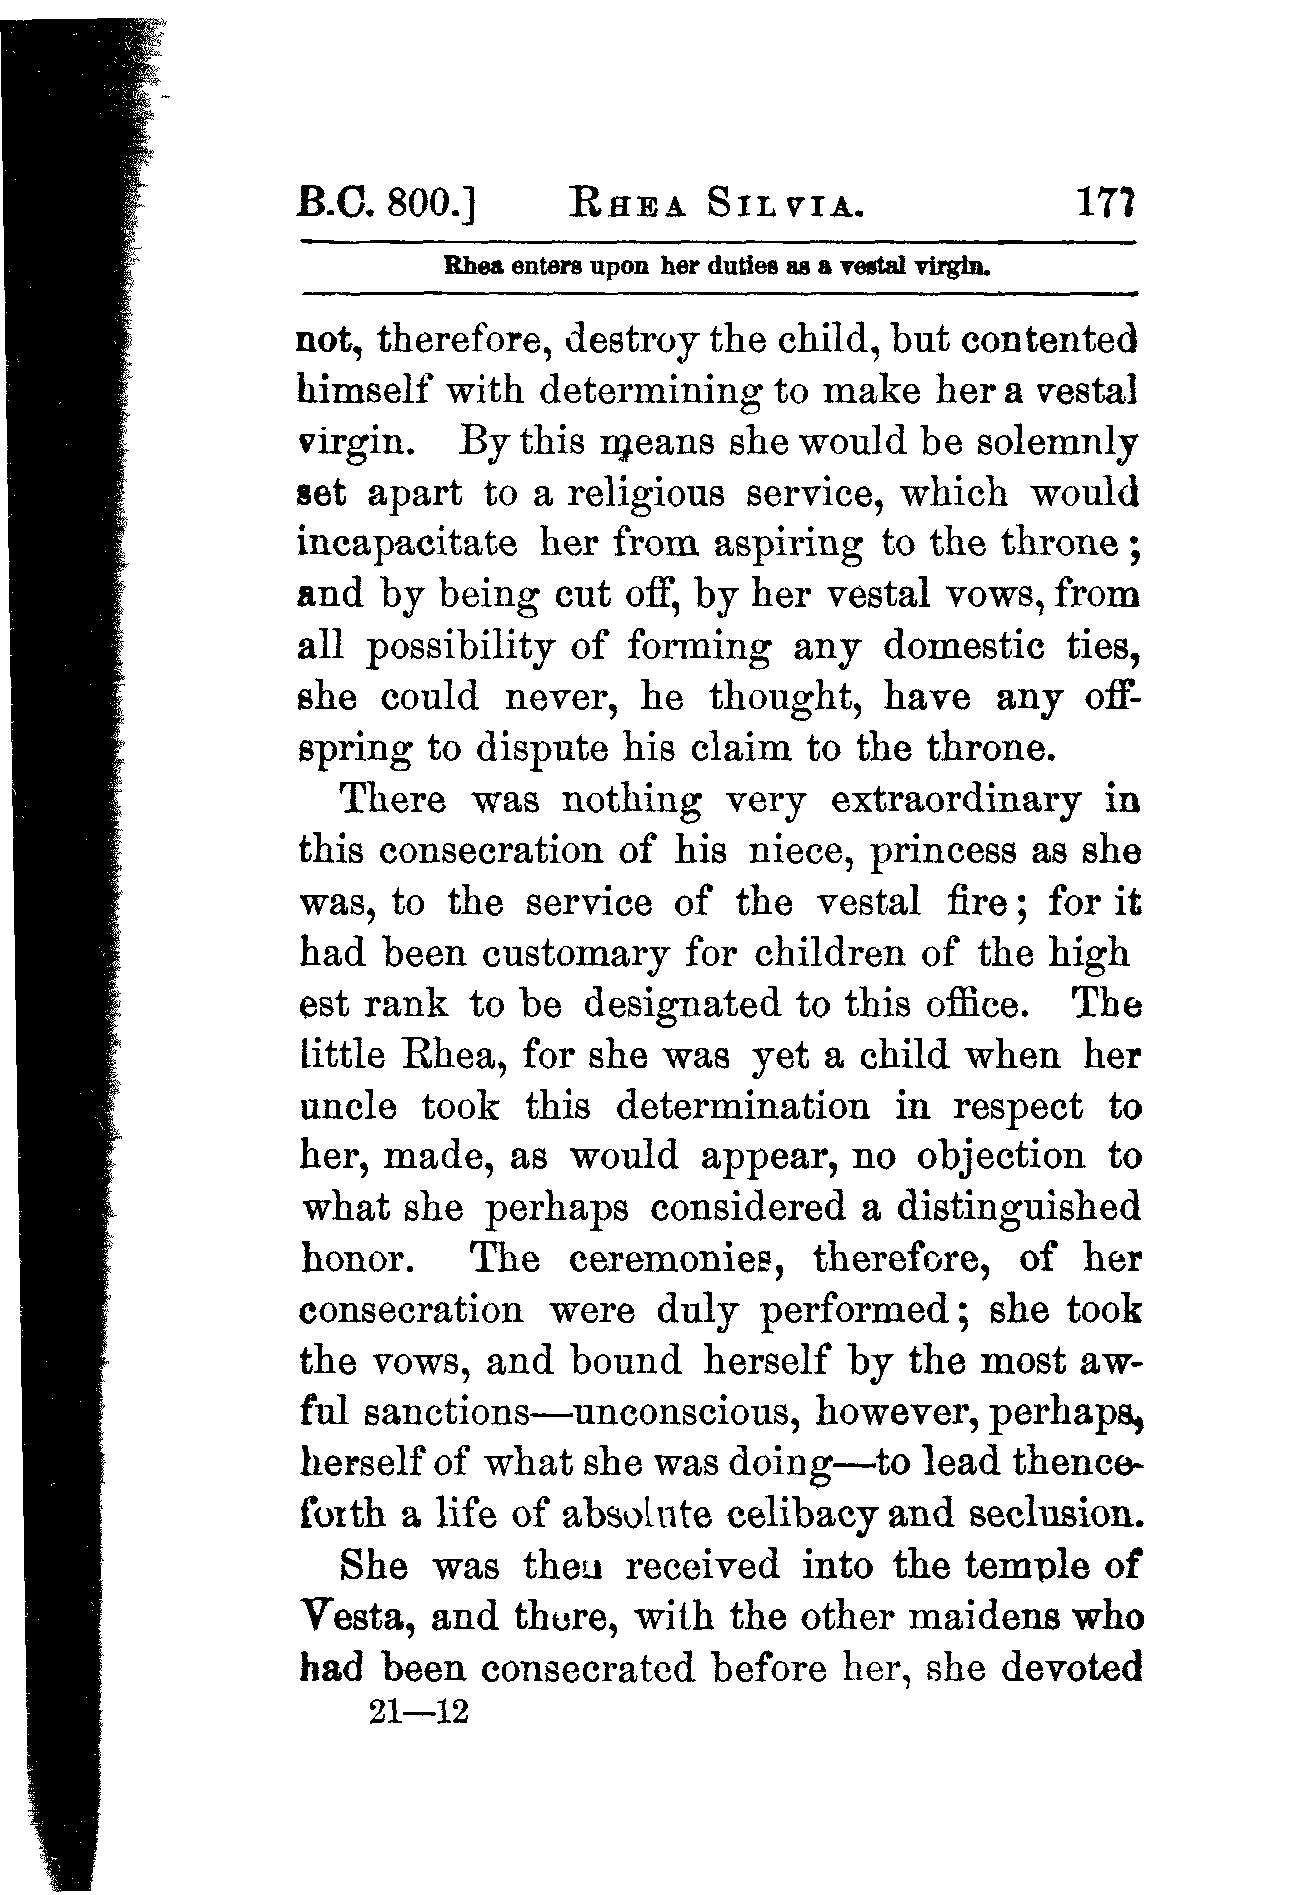 B.C. 800.] RHEA SILVIA. 177
Rhea enters upon her duties as a vestal virgin.
not, therefore, destroy the child, but contented
himself with determining to make her a vestal
virgin. By this means she would be solemnly
set apart to a religious service, which would
incapacitate her from aspiring to the throne;
and by being cut off, by her vestal vows, from
all possibility of forming any domestic ties,
she could never, he thought, have any off-
spring to dispute his claim to the throne.
There was nothing very extraordinary in
this consecration of his niece, princess as she
was, to the service of the vestal fire; for it
had been customary for children of the high
est rank to be designated to this office. The
little Rhea, for she was yet a child when her
uncle took this determination in respect to
her, made, as would appear, no objection to
what she perhaps considered a distinguished
honor. The ceremonies, therefore, of her
consecration were duly performed; she took
the vows, and bound herself by the most aw-
ful sanctions—unconscious, however, perhaps,
herself of what she was doing—to lead thence-
forth a life of absolute celibacy and seclusion.
She was then received into the temple of
Vesta, and there, with the other maidens who
had been consecrated before her, she devoted
21—12